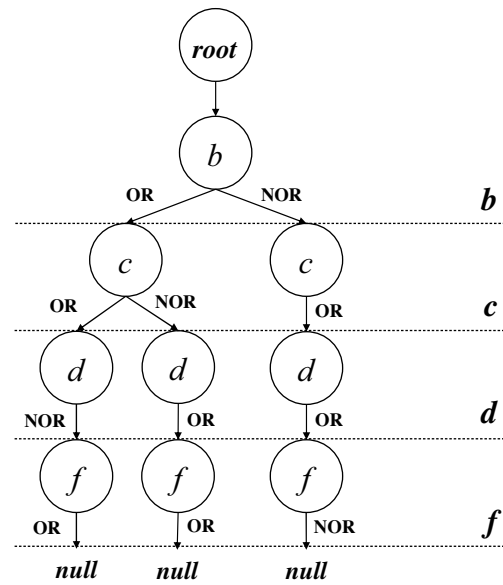 root
b
OR NOR
b
c c
OR NOR OR
c
d d d
NOR OR OR
d
f f f
OR OR NOR
f
null null null